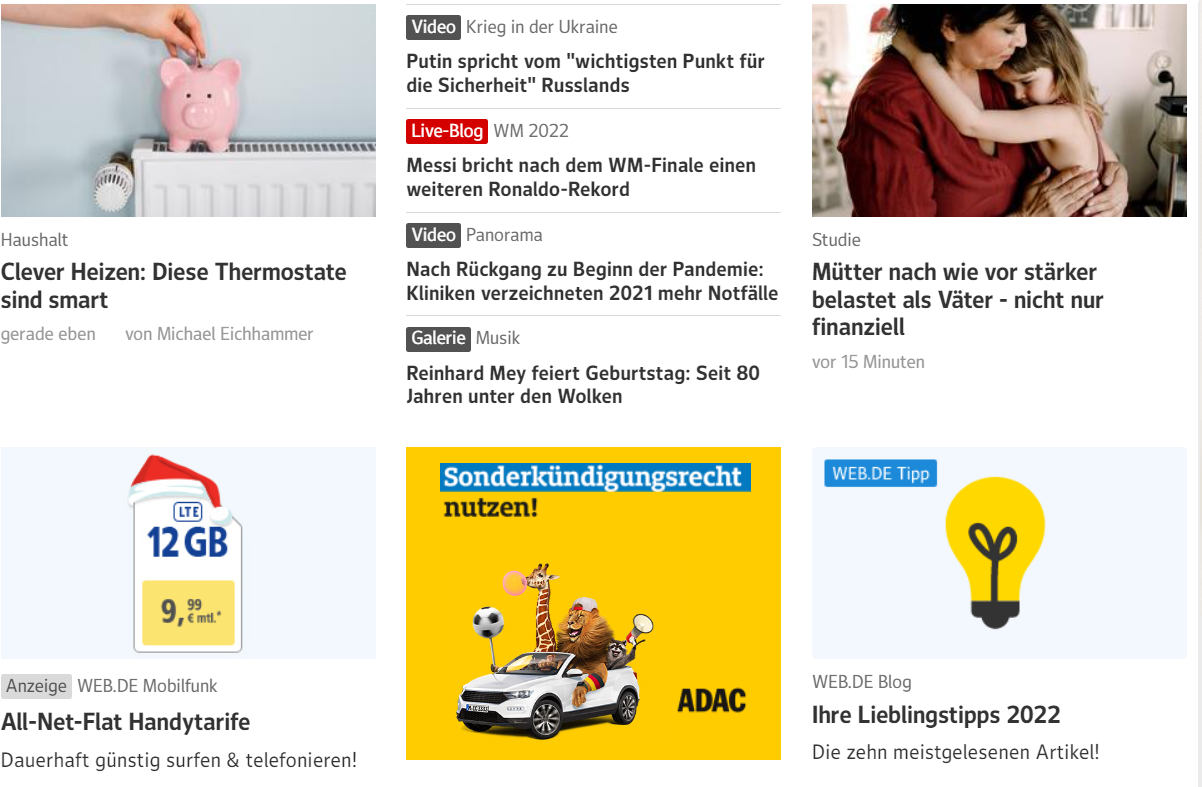 Haushalt
Clever Heizen: Diese Thermostate
sind smart
gerade eben von Michael Eichhammer
Video Krieg in der Ukraine
Putin spricht vom "wichtigsten Punkt für
die Sicherheit" Russlands
Live-Blog WM 2022
Messi bricht nach dem WM-Finale einen
weiteren Ronaldo-Rekord
Video Panorama
Nach Rückgang zu Beginn der Pandemie:
Kliniken verzeichneten 2021 mehr Notfälle
Galerie Musik
Reinhard Mey feiert Geburtstag: Seit 80
Jahren unter den Wolken
Studie
Mütter nach wie vor stärker
belastet als Väter - nicht nur
finanziell
vor 15 Minuten
LTE
12 GB
9,99
€ mtl.*
Anzeige WEB.DE Mobilfunk
All-Net-Flat Handytarife
Dauerhaft günstig surfen & telefonieren!
Sonderkündigungsrecht
nutzen!
ADAC
WEB.DE Tipp
WEB.DE Blog
Ihre Lieblingstipps 2022
Die zehn meistgelesenen Artikel!